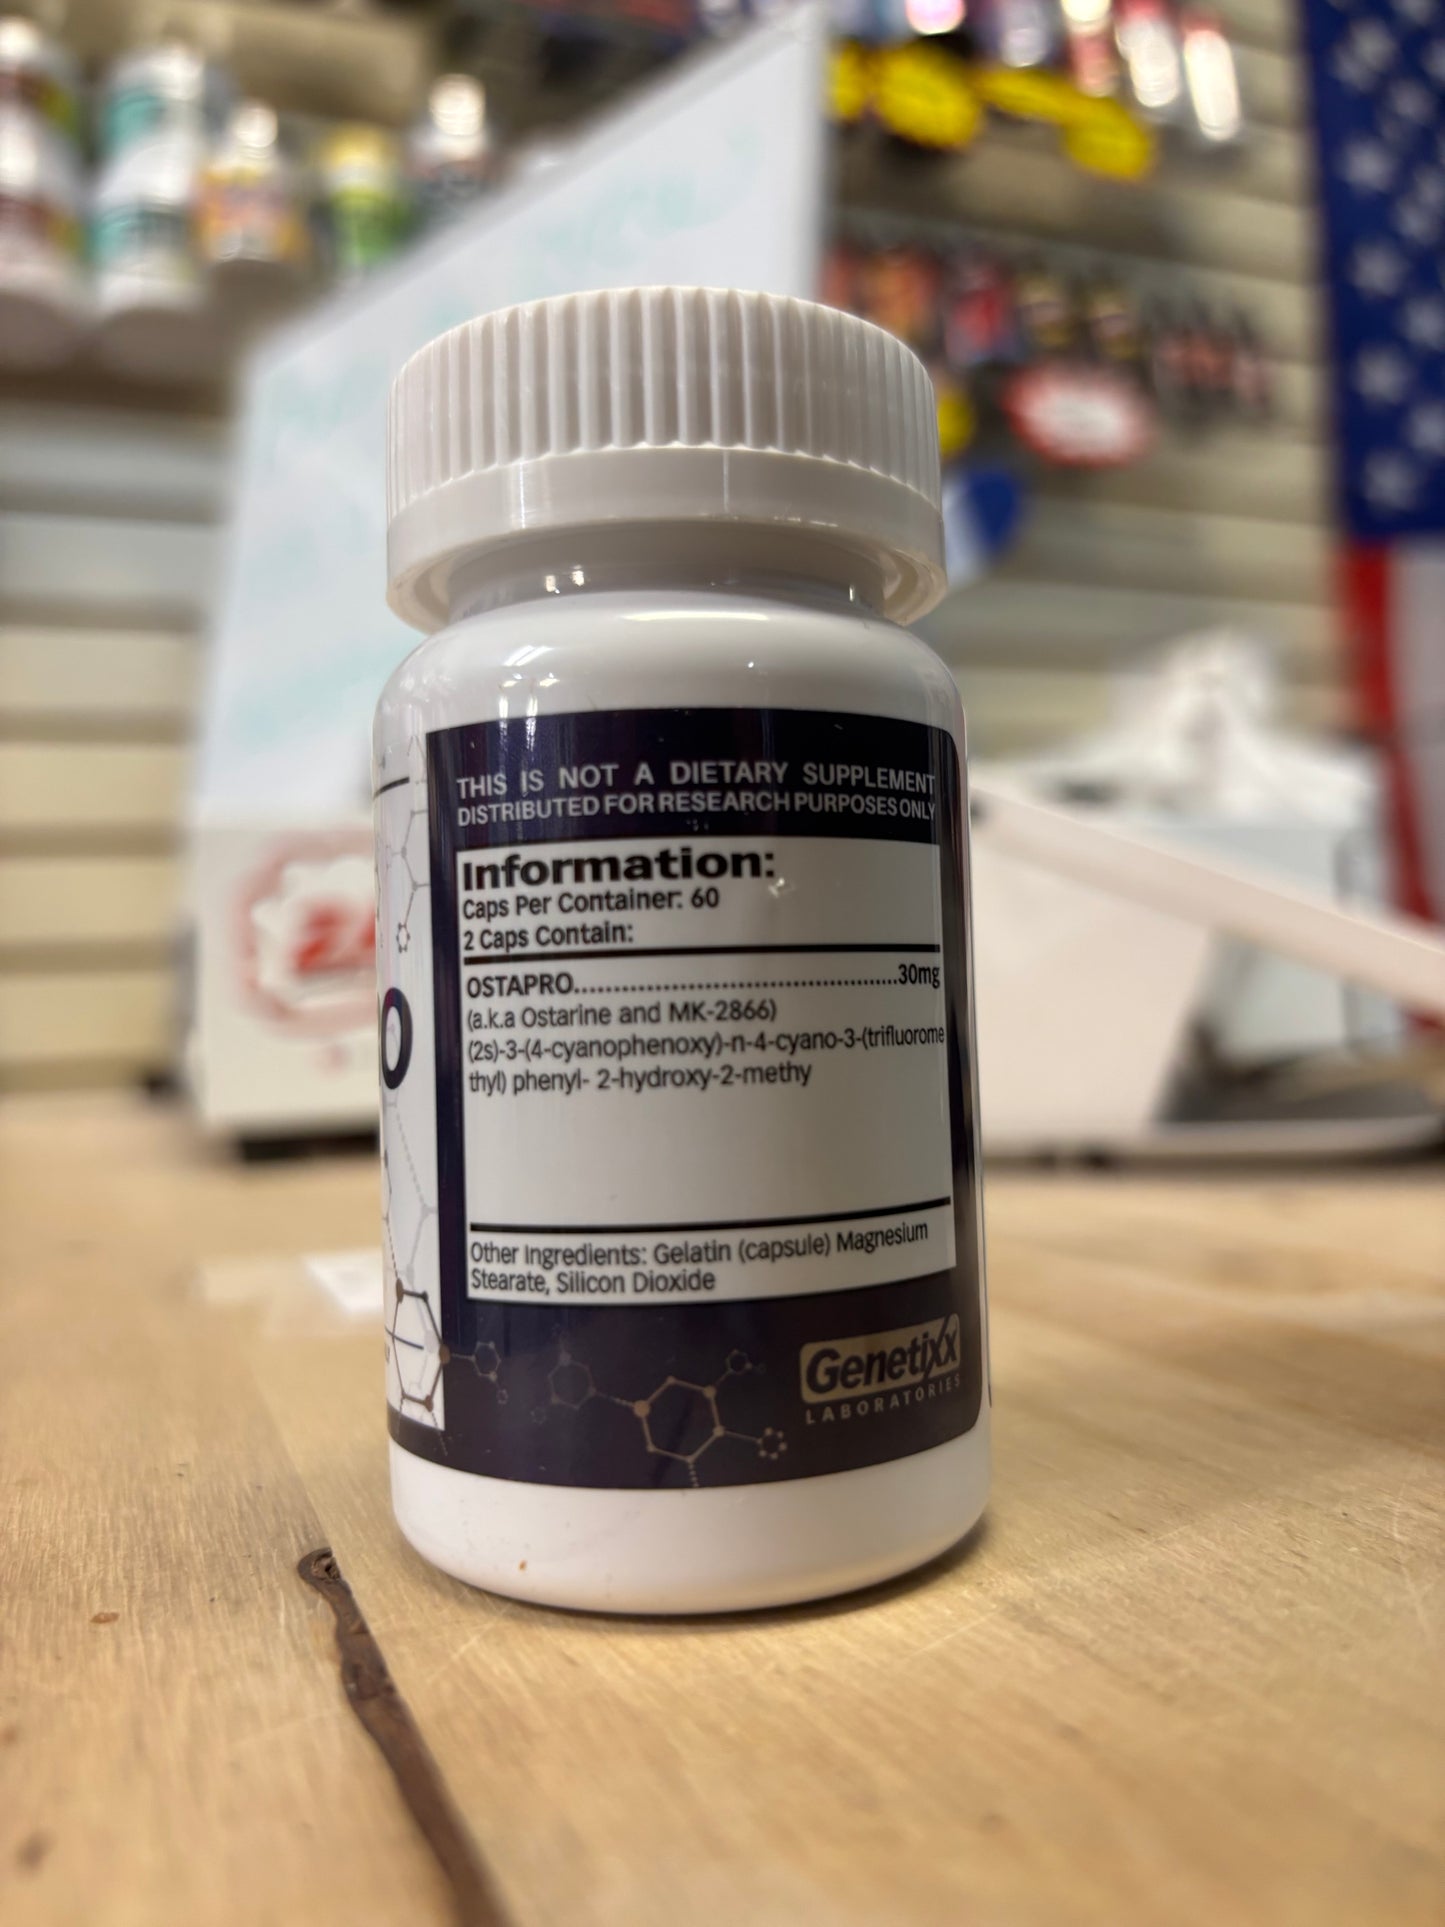 THIS IS NOT A DIETARY SUPPLEMENT
DISTRIBUTED FOR RESEARCH PURPOSES ONLY
Information:
Caps Per Container: 60
2 Caps Contain:
OSTAPRO............................................30mg
(a.k.a Ostarine and MK-2866)
(2s)-3-(4-cyanophenoxy)-n-4-cyano-3-(trifluorome
thyl) phenyl- 2-hydroxy-2-methy
Other Ingredients: Gelatin (capsule) Magnesium
Stearate, Silicon Dioxide
Genetixx
LABORATORIES